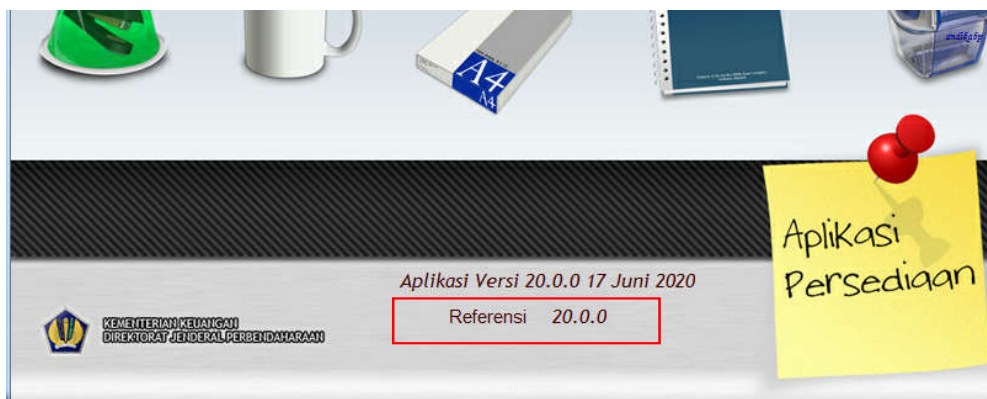 A4
A4
Aplikasi
Persediaan
Aplikasi Versi 20.0.0 17 Juni 2020
Referensi 20.0.0
KEMENTERIAN KEUANGAN
DIREKTORAT JENDERAL PERBENDAHARAAN